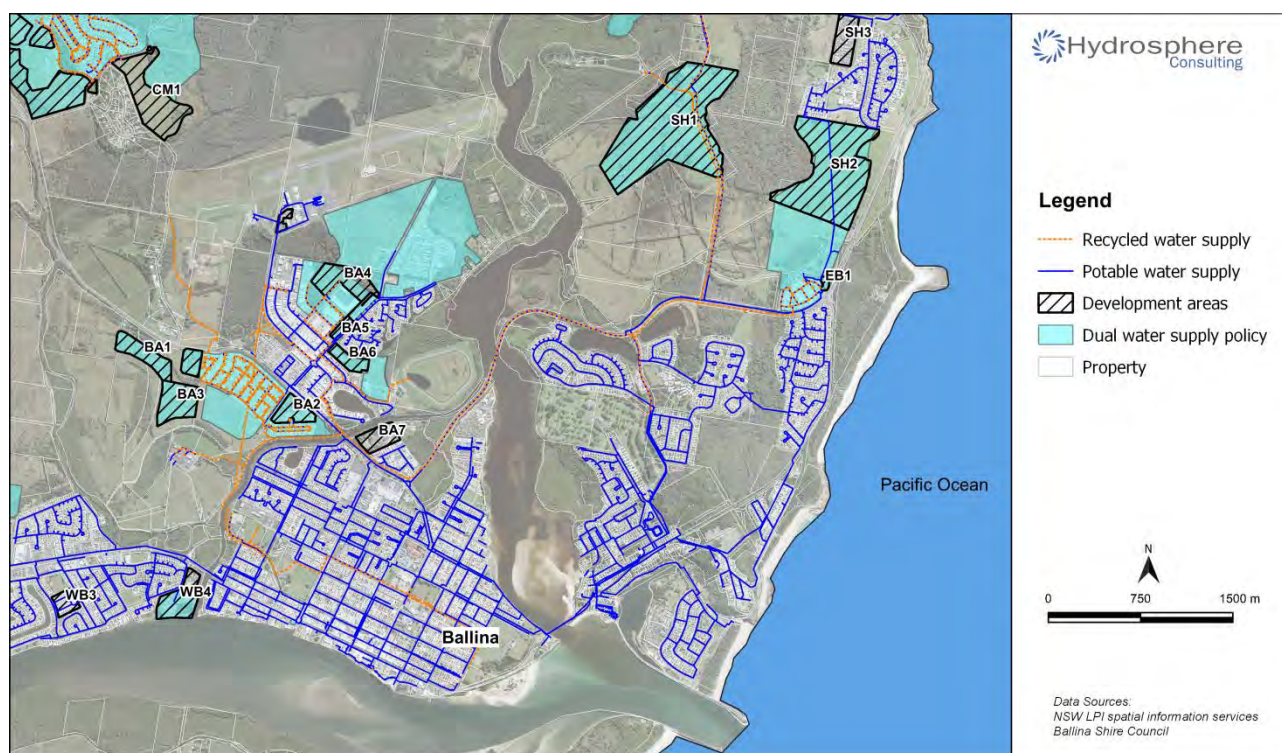 SH3
CM1
SH1
SH2
EB1
BA4
BA5
BA6
BA1
BA3
BA2
BA7
WB3
WB4
Ballina
Pacific Ocean
Hydrosphere
Consulting
Legend
Recycled water supply
Potable water supply
Development areas
Dual water supply policy
Property
N
0 750 1500 m
Data Sources:
NSW LPI spatial information services
Ballina Shire Council